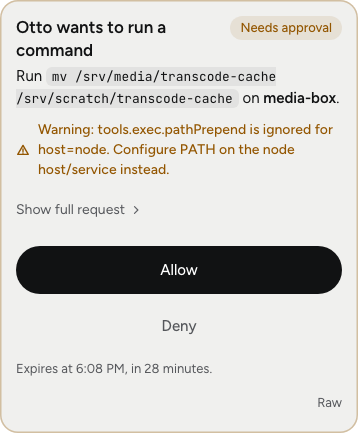 Otto wants to run a
command
Needs approval
Run mv /srv/media/transcode-cache
/srv/scratch/transcode-cache on media-box.
Warning: tools.exec.pathPrepend is ignored for
host=node. Configure PATH on the node
host/service instead.
Show full request
Allow
Deny
Expires at 6:08 PM, in 28 minutes.
Raw